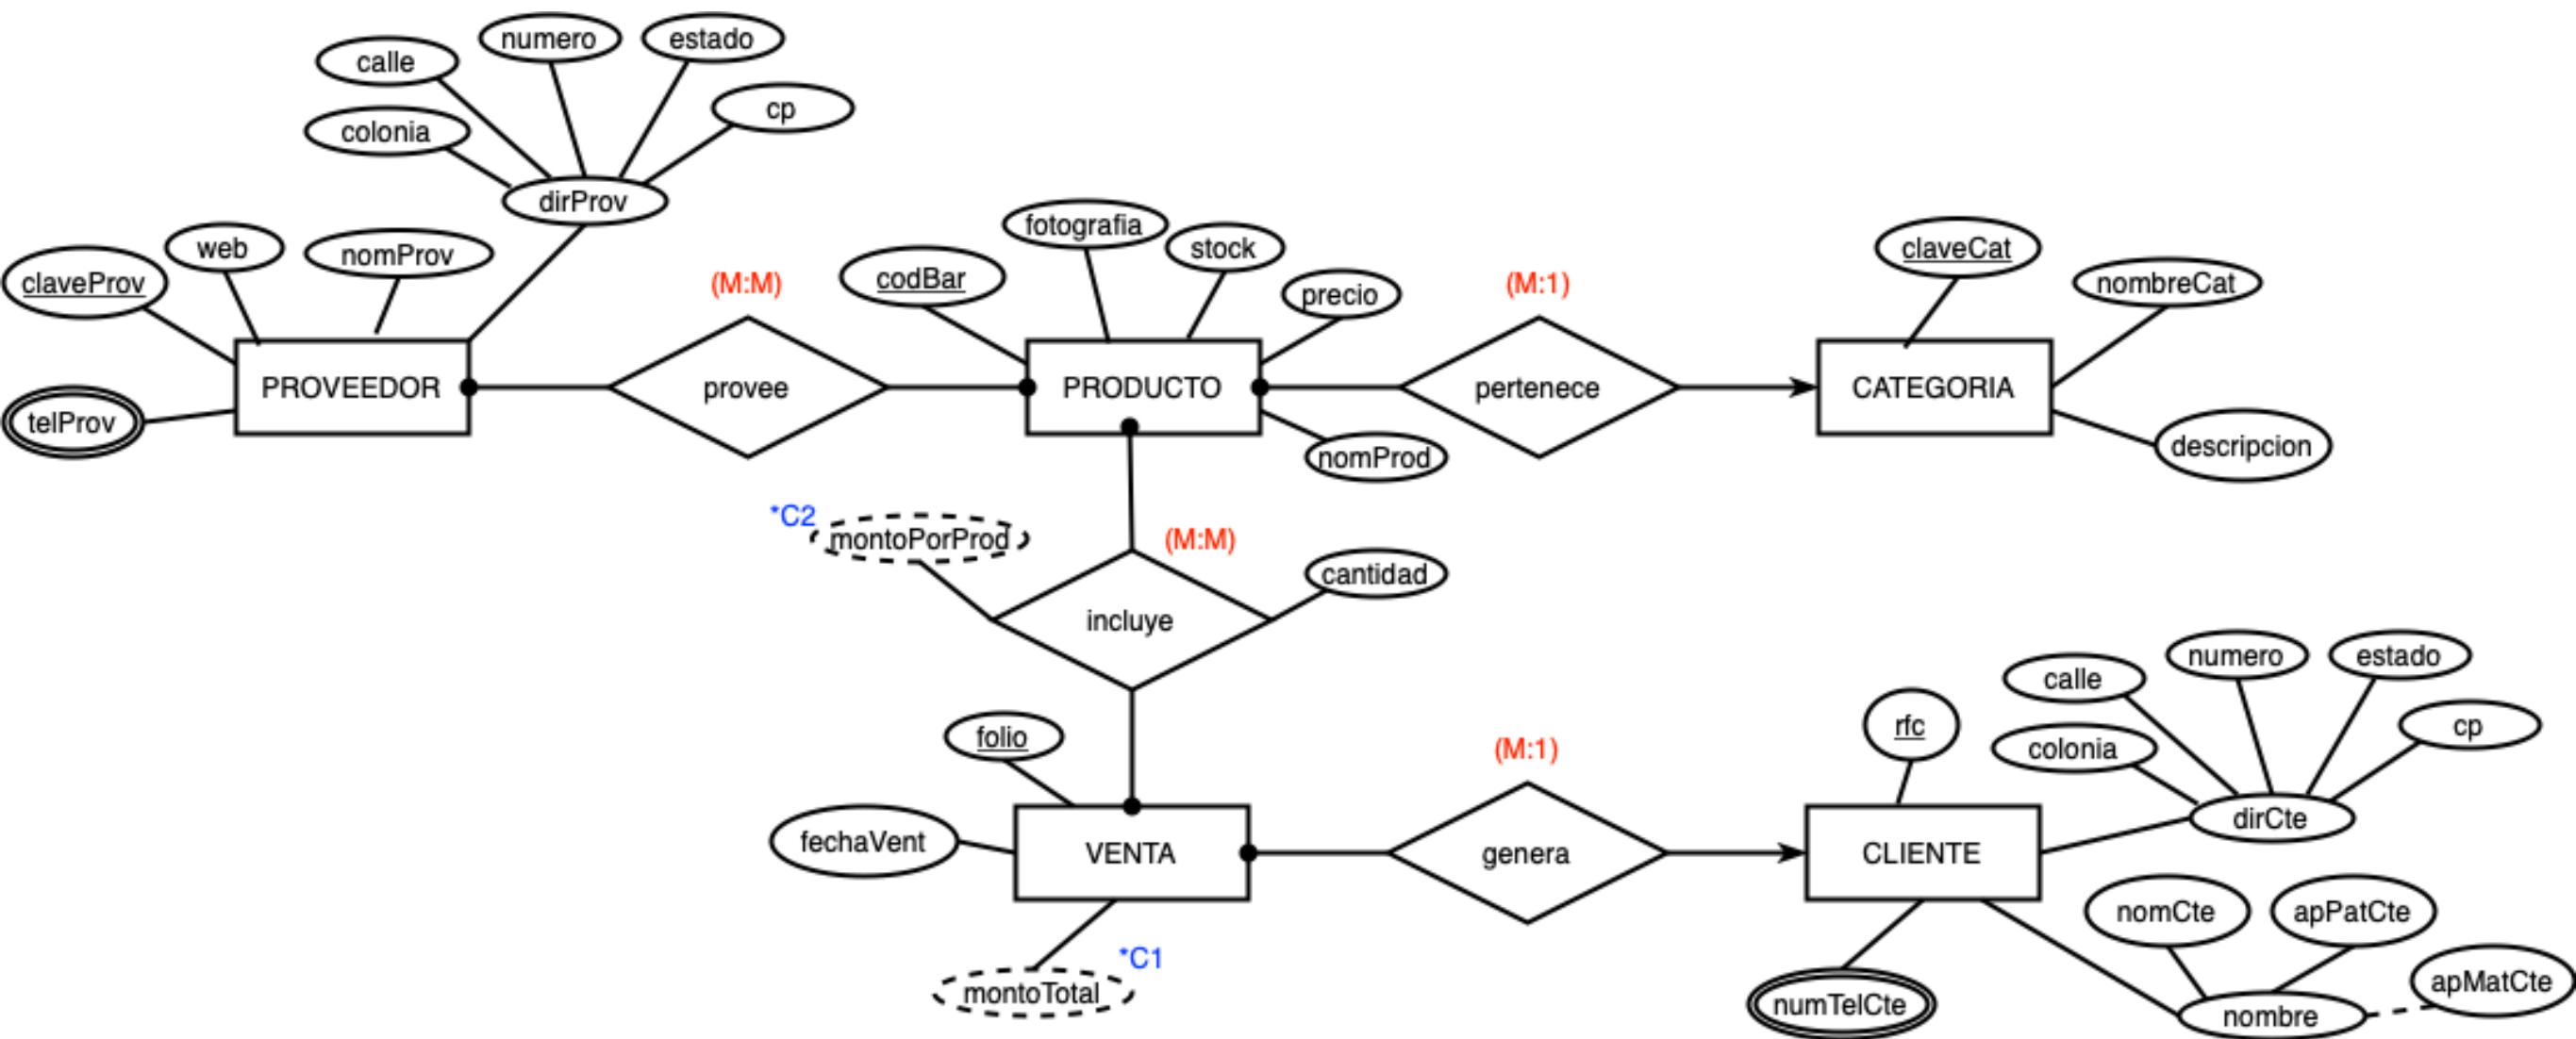 numero
estado
calle
cp
colonia
dirProv
web
nomProv
claveProv
telProv
PROVEEDOR
(M:M)
provee
fotografia
stock
codBar
precio
PRODUCTO
nomProd
(M:1)
pertenece
claveCat
nombreCat
CATEGORIA
descripcion
*C2
montoPorProd
(M:M)
cantidad
incluye
folio
fechaVent
VENTA
*C1
montoTotal
(M:1)
genera
rfc
calle
numero
estado
cp
colonia
dirCte
CLIENTE
nomCte
apPatCte
apMatCte
nombre
numTelCte